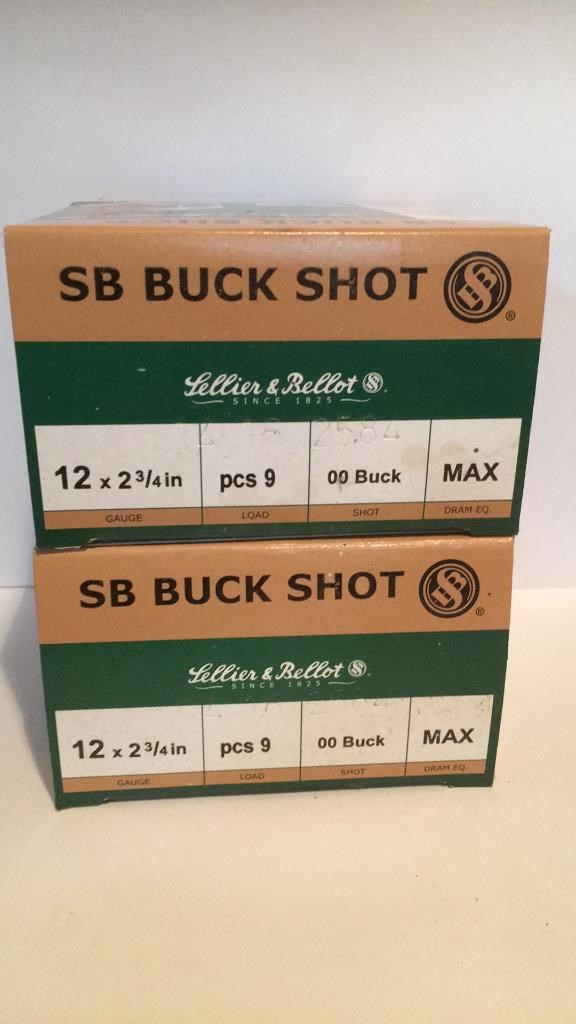 SB BUCK SHOT
®
Sellier & Bellot
SINCE 1825
12 x 2 3/4 in
pcs 9
00 Buck
MAX
GAUGE
LOAD
SHOT
DRAM EQ.
SB BUCK SHOT
®
Sellier & Bellot
SINCE 1825
12 x 2 3/4 in
pcs 9
00 Buck
MAX
GAUGE
LOAD
SHOT
DRAM EQ.